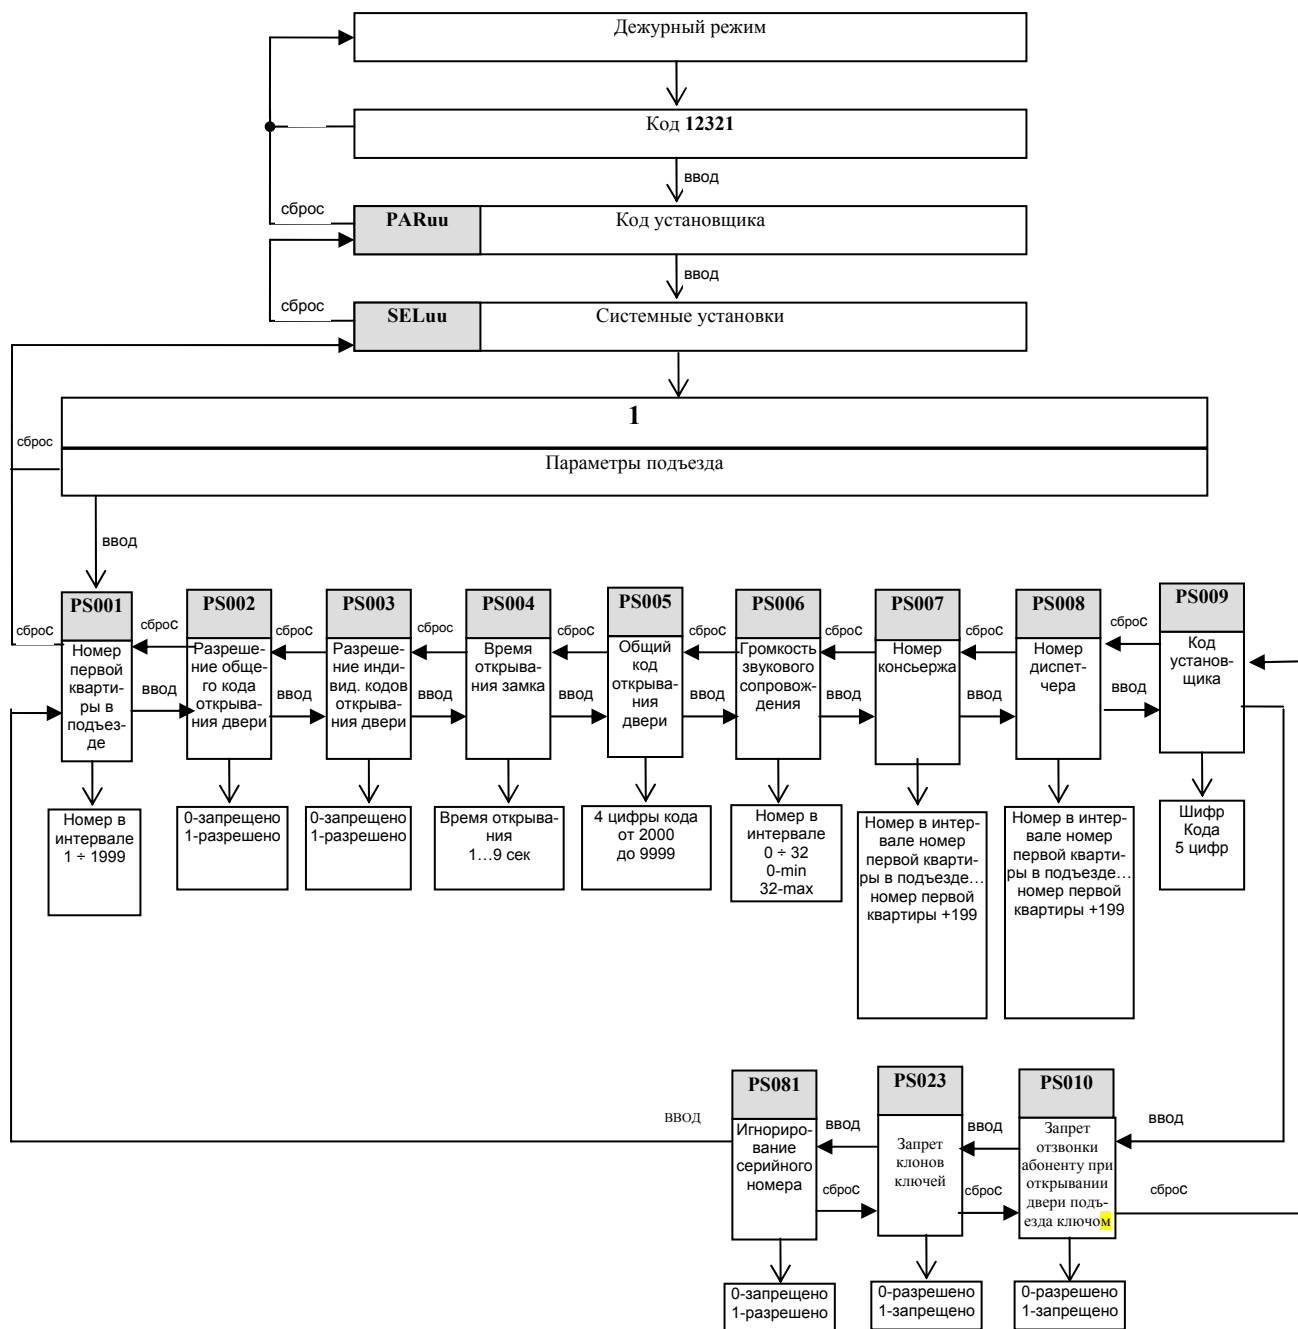 Дежурный режим
Код 12321
ввод
сброс
PARuu
Код установщика
ввод
сброс
SELuu
Системные установки
1
сброс
Параметры подъезда
ввод
PS001
PS002
PS003
PS004
PS005
PS006
PS007
PS008
PS009
сброс
сброс
сброс
сброс
сброс
сброс
сброс
сброс
сброс
Номер
первой
кварти-
ры в
подъез-
де
Разреше-
ние обще-
го кода
открыва-
ния двери
Разреше-
ние инди-
вид. кодов
открыва-
ния двери
Время
открыва-
ния замка
Общий
код
открыва-
ния
двери
Громкость
звукового
сопровож-
дения
Номер
консьержа
Номер
диспет-
чера
Код
установ-
щика
ввод
ввод
ввод
ввод
ввод
ввод
ввод
ввод
Номер в
интервале
1 ÷ 1999
0-запрещено
1-разрешено
0-запрещено
1-разрешено
Время открыва-
ния
1...9 сек
4 цифры кода
от 2000
до 9999
Номер в
интервале
0 ÷ 32
0-min
32-max
Номер в интер-
вале номер
первой кварти-
ры в подъезде...
номер первой
квартиры +199
Номер в интер-
вале номер
первой кварти-
ры в подъезде...
номер первой
квартиры +199
Шифр
Кода
5 цифр
PS081
PS023
PS010
ввод
ввод
ввод
ввод
Игнориро-
вание
серийного
номера
Запрет
клонов
ключей
Запрет
отзвонки
абоненту при
открывании
двери подъ-
езда ключом
сброс
сброс
сброс
0-запрещено
1-разрешено
0-разрешено
1-запрещено
0-разрешено
1-запрещено